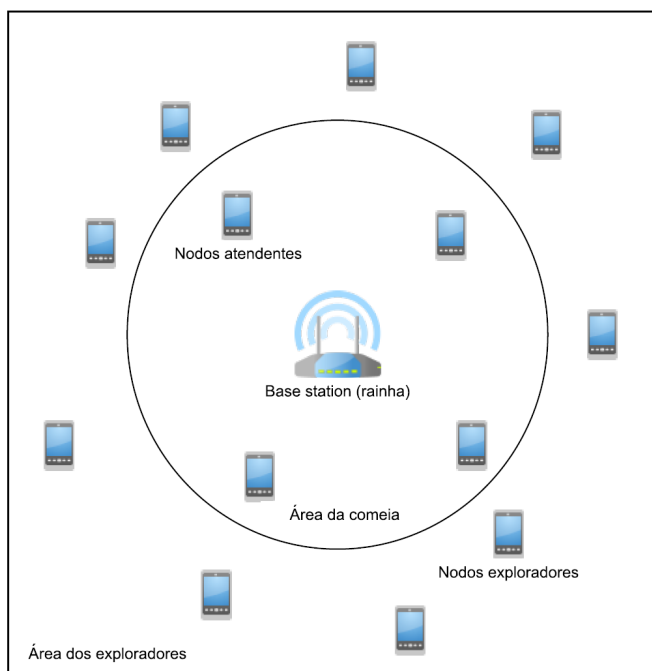 Nodos atendentes
Base station (rainha)
Área da comeia
Nodos exploradores
Área dos exploradores